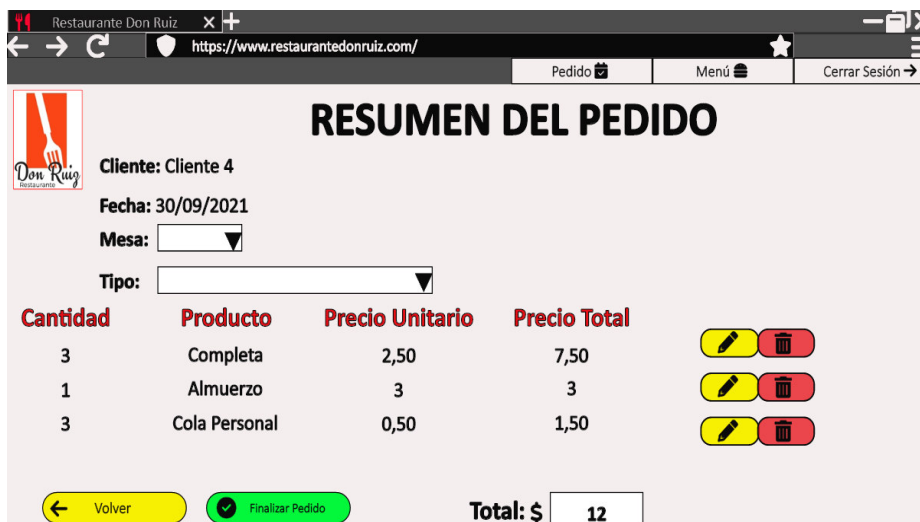 Restaurante Don Ruiz
https://www.restaurantedonruiz.com/
Pedido Menú Cerrar Sesión
RESUMEN DEL PEDIDO
Don Ruiz
Restaurante
Cliente: Cliente 4
Fecha: 30/09/2021
Mesa:
Tipo:
Cantidad Producto Precio Unitario Precio Total
3 Completa 2,50 7,50
1 Almuerzo 3 3
3 Cola Personal 0,50 1,50
Volver Finalizar Pedido Total: $ 12